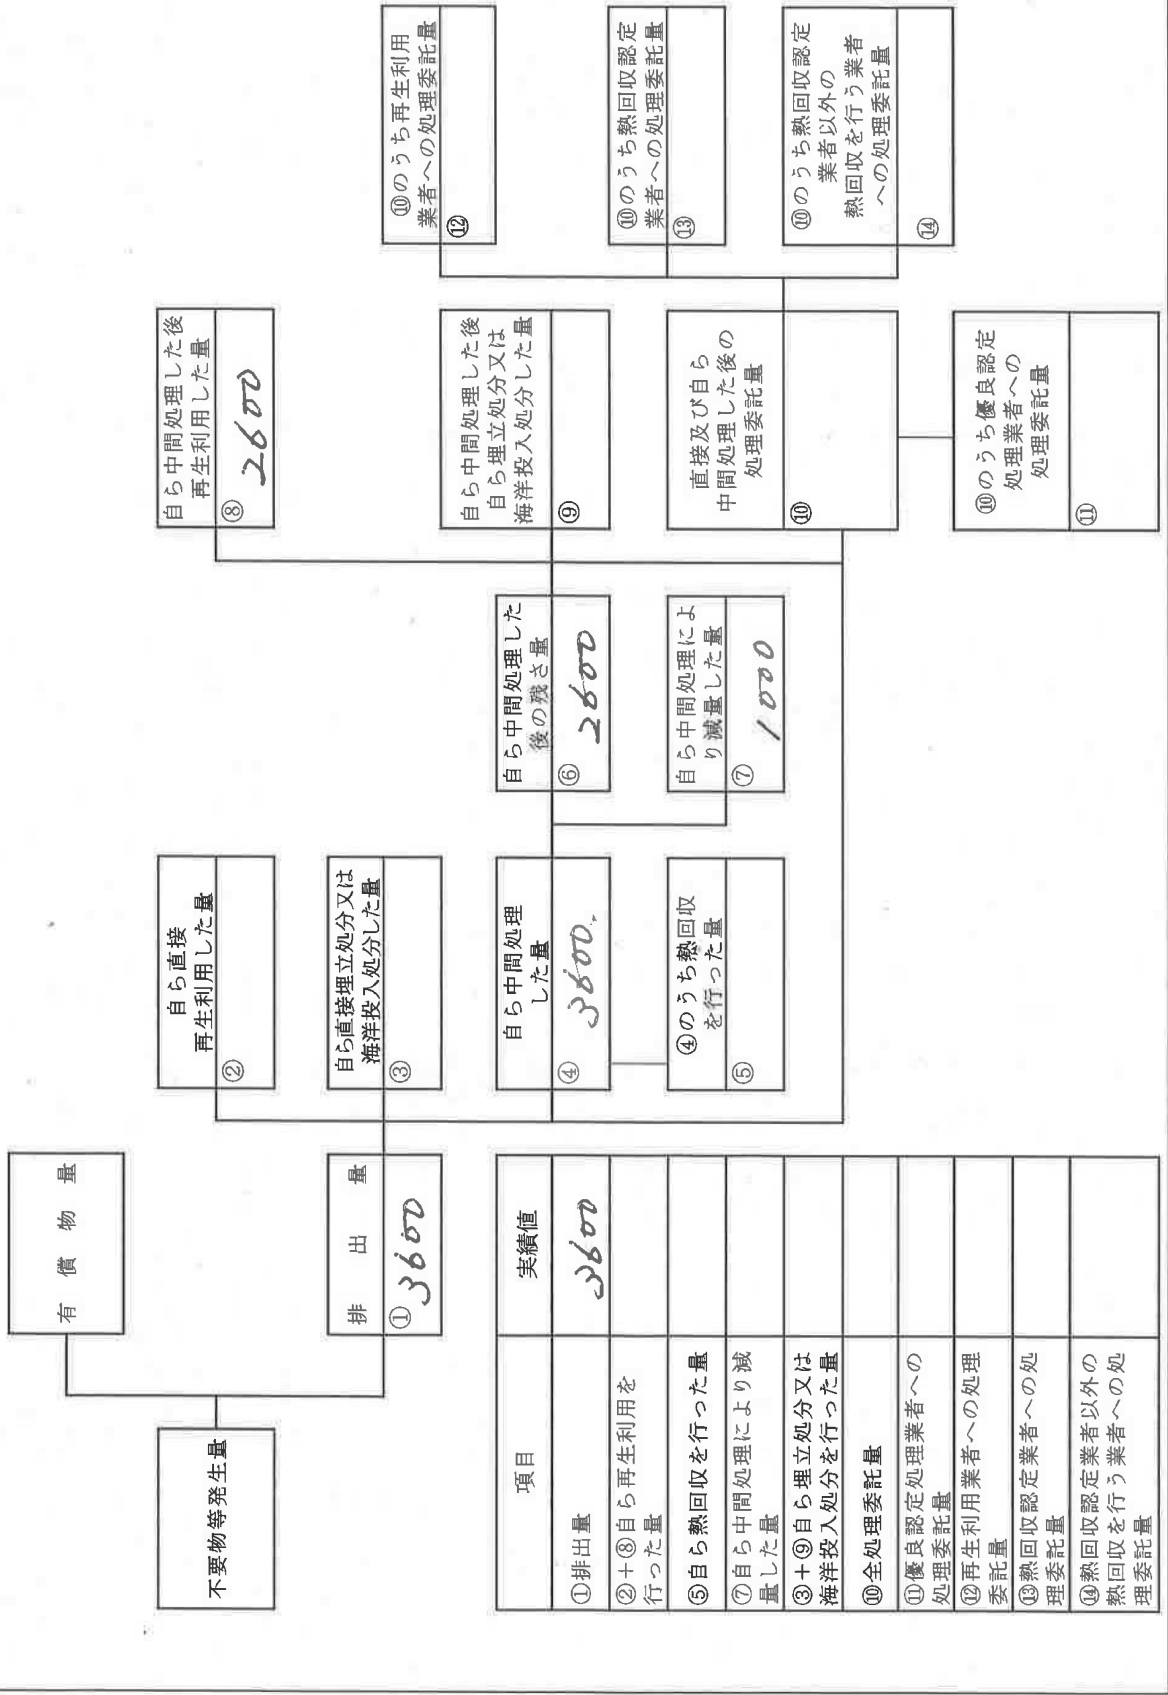 不要物等発生量
有 償 物 量
排 出 量
① 3600
自ら直接
再生利用した量
②
自ら直接埋立処分又は
海洋投入処分した量
③
自ら中間処理
した量
④ 3600
④のうち熱回収
を行った量
⑤
自ら中間処理した
後の残さ量
⑥ 2600
自ら中間処理によ
り減量した量
⑦ 1000
自ら中間処理した後
再生利用した量
⑧ 2600
自ら中間処理した後
自ら埋立処分又は
海洋投入処分した量
⑨
直接及び自ら
中間処理した後の
処理委託量
⑩
⑩のうち優良認定
処理業者への
処理委託量
⑪
⑩のうち再生利用
業者への処理委託量
⑫
⑩のうち熱回収認定
業者への処理委託量
⑬
⑩のうち熱回収認定
業者以外の
熱回収を行う業者
への処理委託量
⑭
項目 実績値
①排出量 3600
②+⑧自ら再生利用を
行った量
⑤自ら熱回収を行った量
⑦自ら中間処理により減
量した量
③+⑨自ら埋立処分又は
海洋投入処分を行った量
⑩全処理委託量
⑪優良認定処理業者への
処理委託量
⑫再生利用業者への処理
委託量
⑬熱回収認定業者への処
理委託量
⑭熱回収認定業者以外の
熱回収を行う業者への処
理委託量